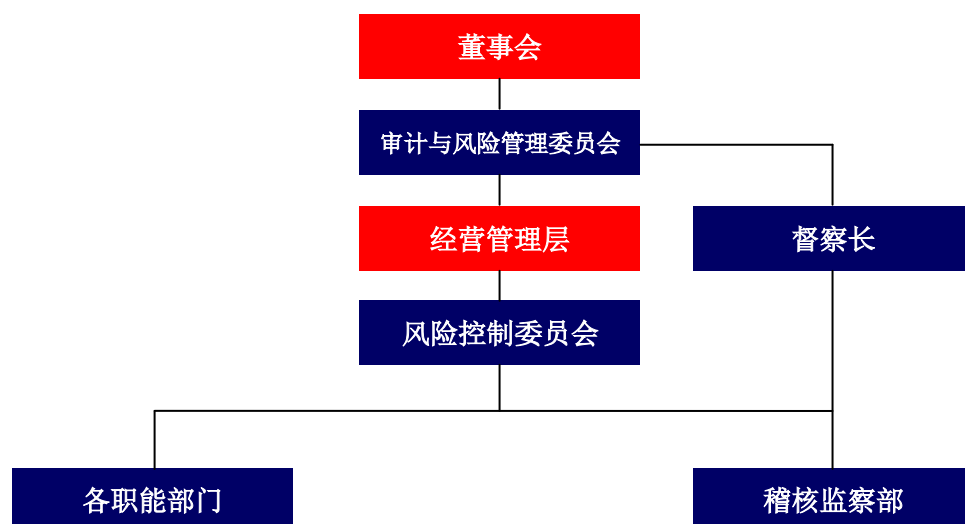 董事会
审计与风险管理委员会
经营管理层
督察长
风险控制委员会
各职能部门
稽核监察部